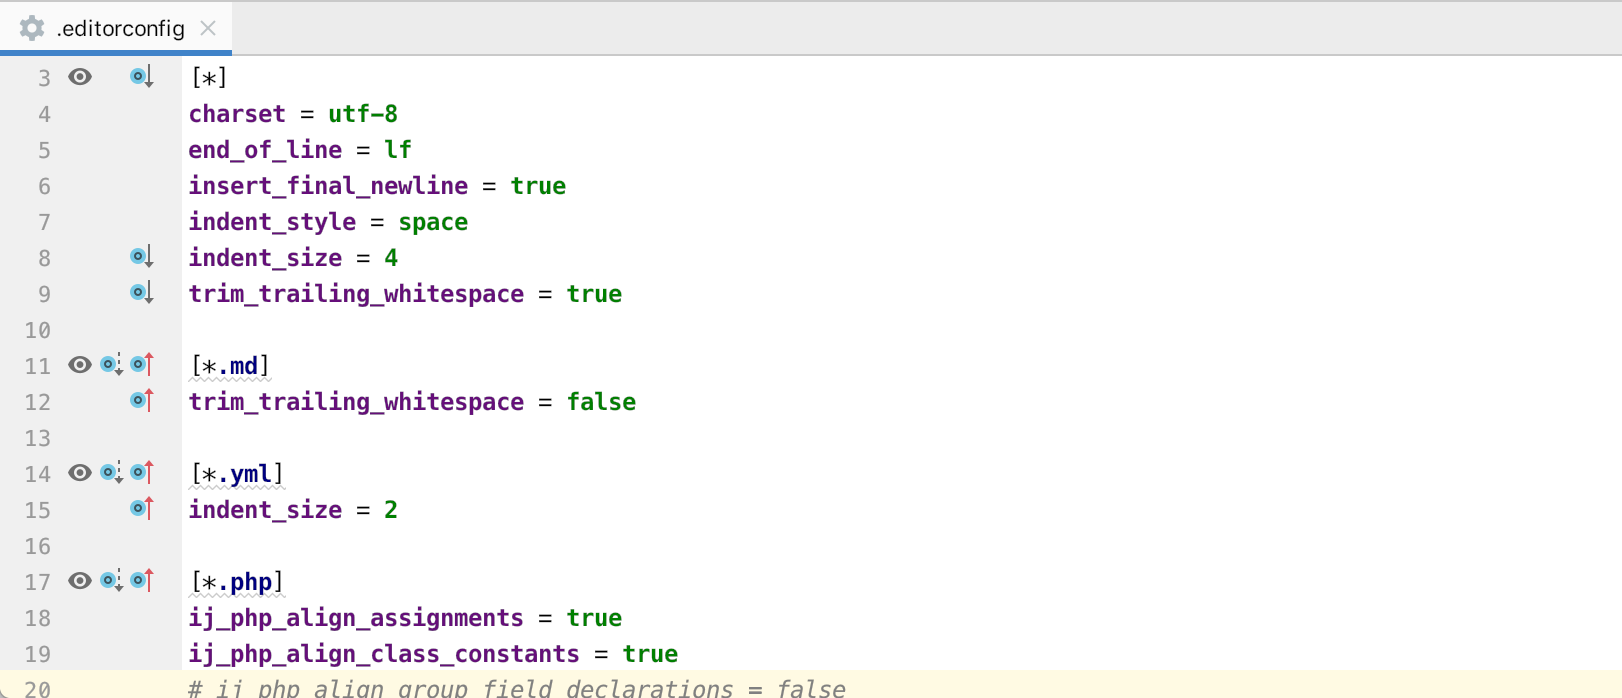 .editorconfig
3 [*]
4 charset = utf-8
5 end_of_line = lf
6 insert_final_newline = true
7 indent_style = space
8 indent_size = 4
9 trim_trailing_whitespace = true
10
11 [*.md]
12 trim_trailing_whitespace = false
13
14 [*.yml]
15 indent_size = 2
16
17 [*.php]
18 ij_php_align_assignments = true
19 ij_php_align_class_constants = true
20 # ij_php_align_group_field_declarations = false